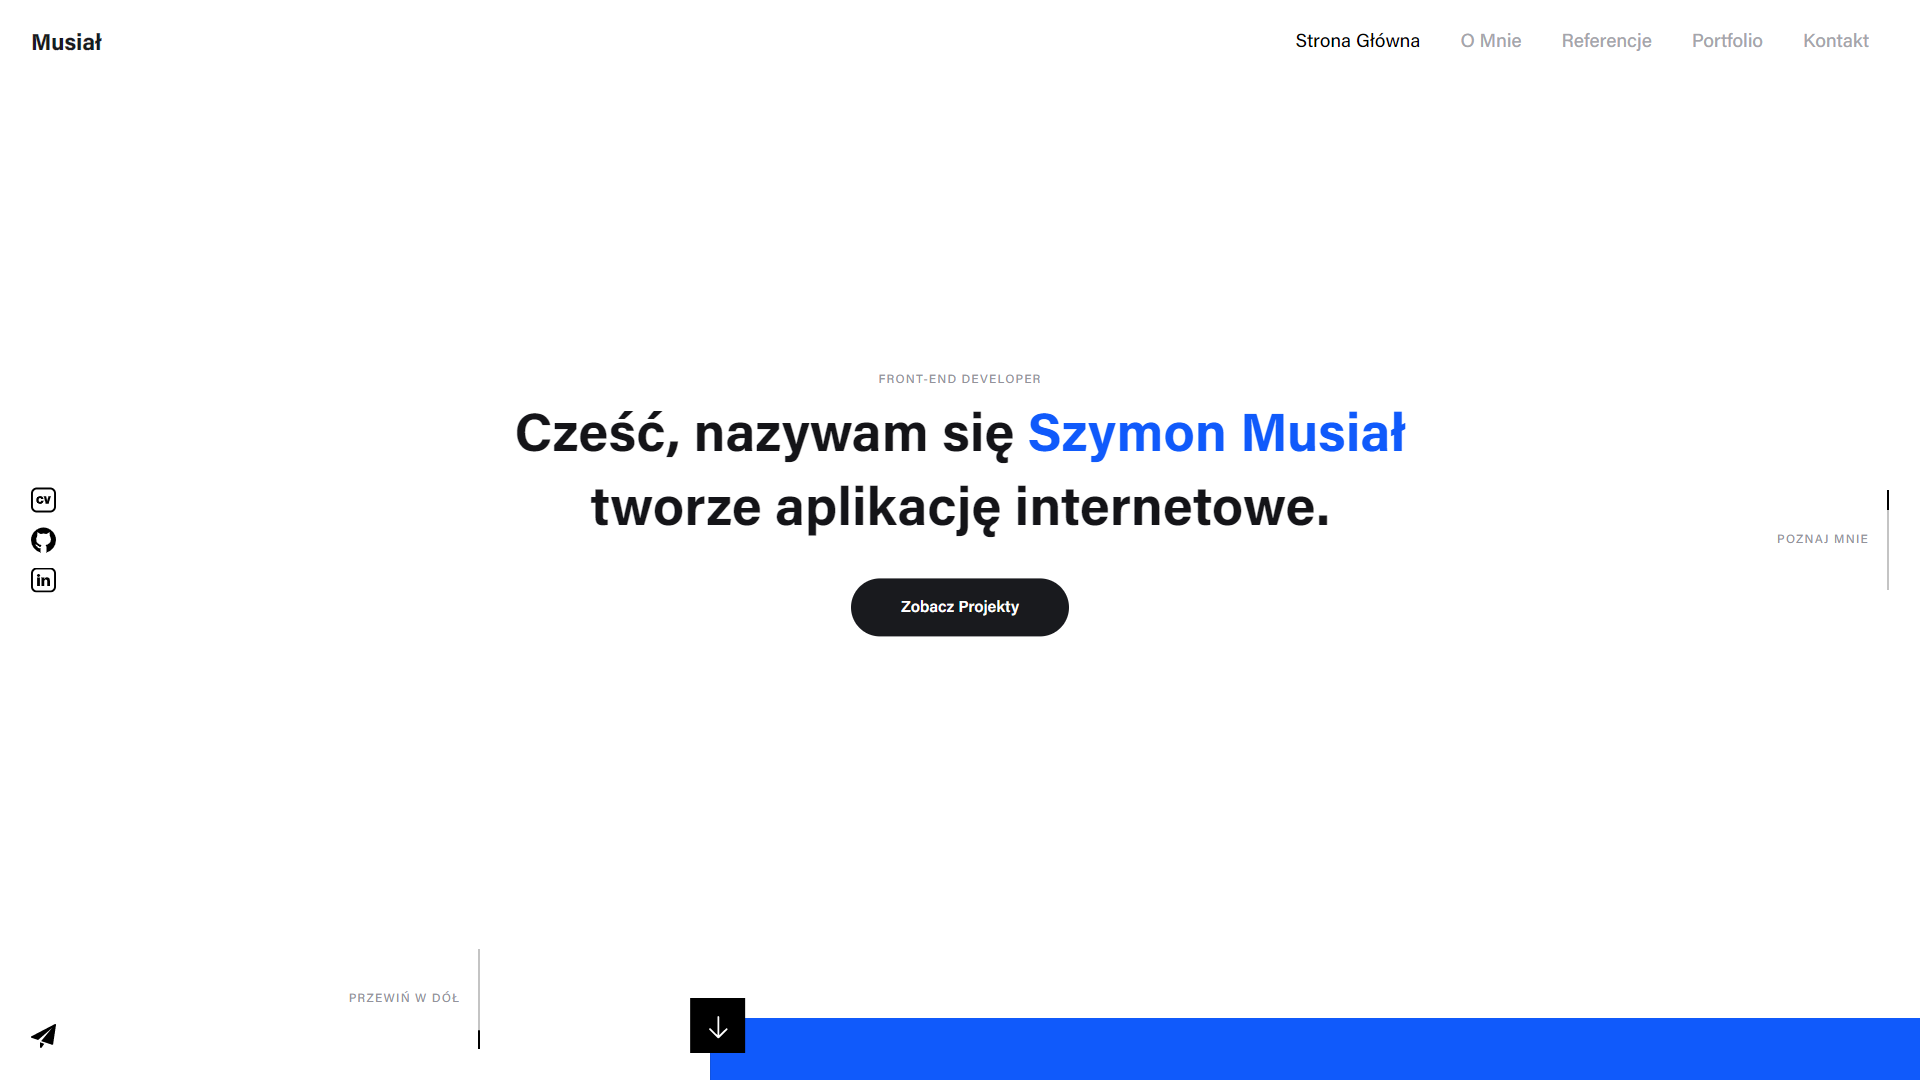 Musiał
Strona Główna
O Mnie
Referencje
Portfolio
Kontakt
FRONT-END DEVELOPER
Cześć, nazywam się Szymon Musiał
tworze aplikację internetowe.
CV
in
POZNAJ MNIE
Zobacz Projekty
PRZEWIŃ W DÓŁ